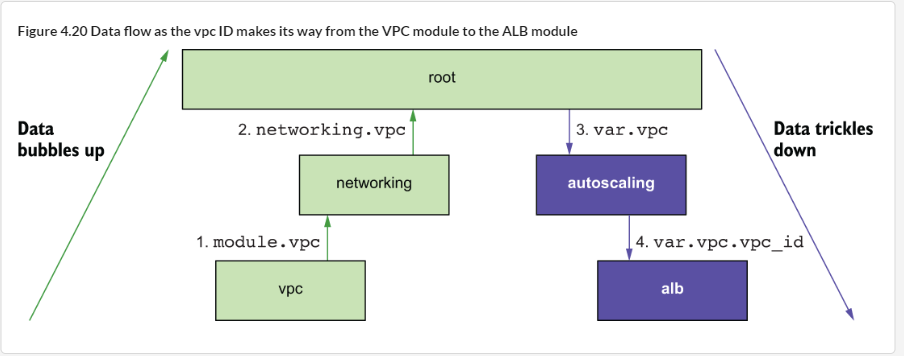 Figure 4.20 Data flow as the vpc ID makes its way from the VPC module to the ALB module
root
Data
bubbles up
2. networking.vpc
3. var.vpc
Data trickles
down
networking
autoscaling
1. module.vpc
4. var.vpc.vpc_id
vpc
alb